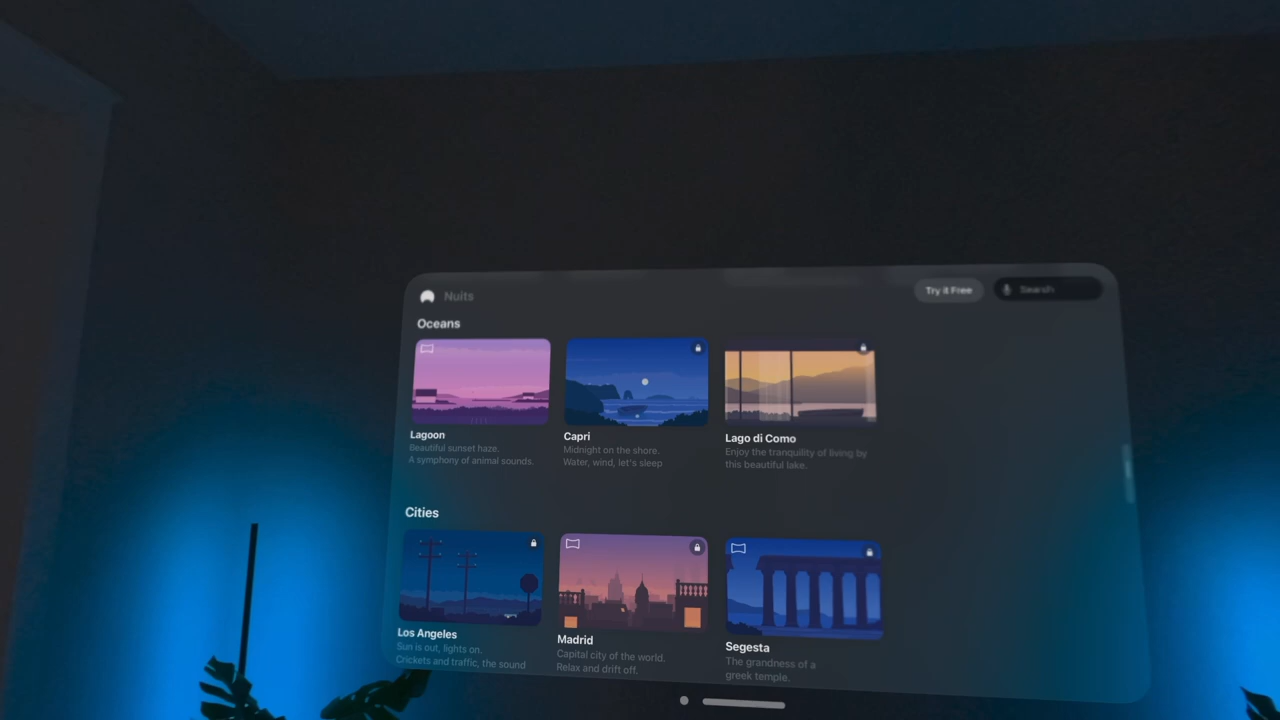 Nuits
Try it Free
Search
Oceans
Lagoon
Beautiful sunset haze.
A symphony of animal sounds.
Capri
Midnight on the shore.
Water, wind, let's sleep
Lago di Como
Enjoy the tranquility of living by
this beautiful lake.
Cities
Los Angeles
Sun is out, lights on.
Crickets and traffic, the sound
Madrid
Capital city of the world.
Relax and drift off.
Segesta
The grandness of a
greek temple.